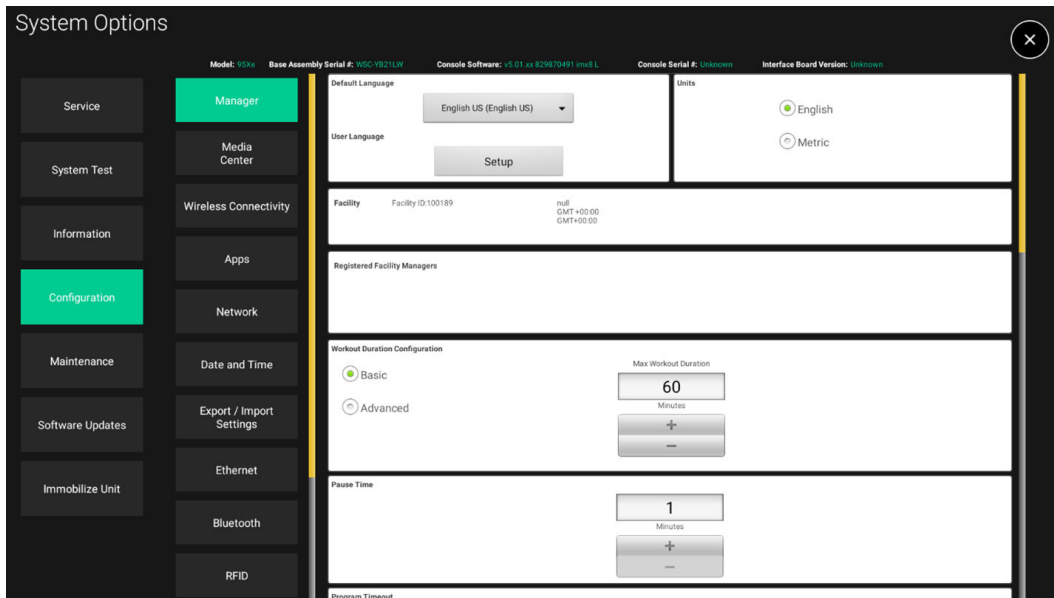 System Options
Model: 95Xe Base Assembly Serial #: WSC-YB21LW Console Software: v5.01.xx 829870491 imx8 L Console Serial #: Unknown Interface Board Version: Unknown
Service
System Test
Information
Configuration
Maintenance
Software Updates
Immobilize Unit
Manager
Media
Center
Wireless Connectivity
Apps
Network
Date and Time
Export / Import
Settings
Ethernet
Bluetooth
RFID
Default Language
English US (English US)
User Language
Setup
Units
English
Metric
Facility Facility ID:100189 null
GMT+00:00
GMT+00:00
Registered Facility Managers
Workout Duration Configuration
Basic
Advanced
Max Workout Duration
60
Minutes
+
−
Pause Time
1
Minutes
+
−
Program Timeout